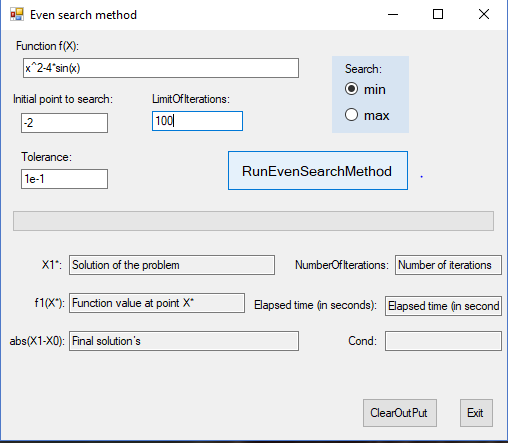 Even search method
Function f(X):
x^2-4*sin(x)
Search:
min
max
Initial point to search:
LimitOfIterations:
-2
100
Tolerance:
1e-1
RunEvenSearchMethod
.
X1*:
Solution of the problem
NumberOfIterations:
Number of iterations
f1(X*):
Function value at point X*
Elapsed time (in seconds):
Elapsed time (in second
abs(X1-X0):
Final solution's
Cond:
ClearOutPut
Exit